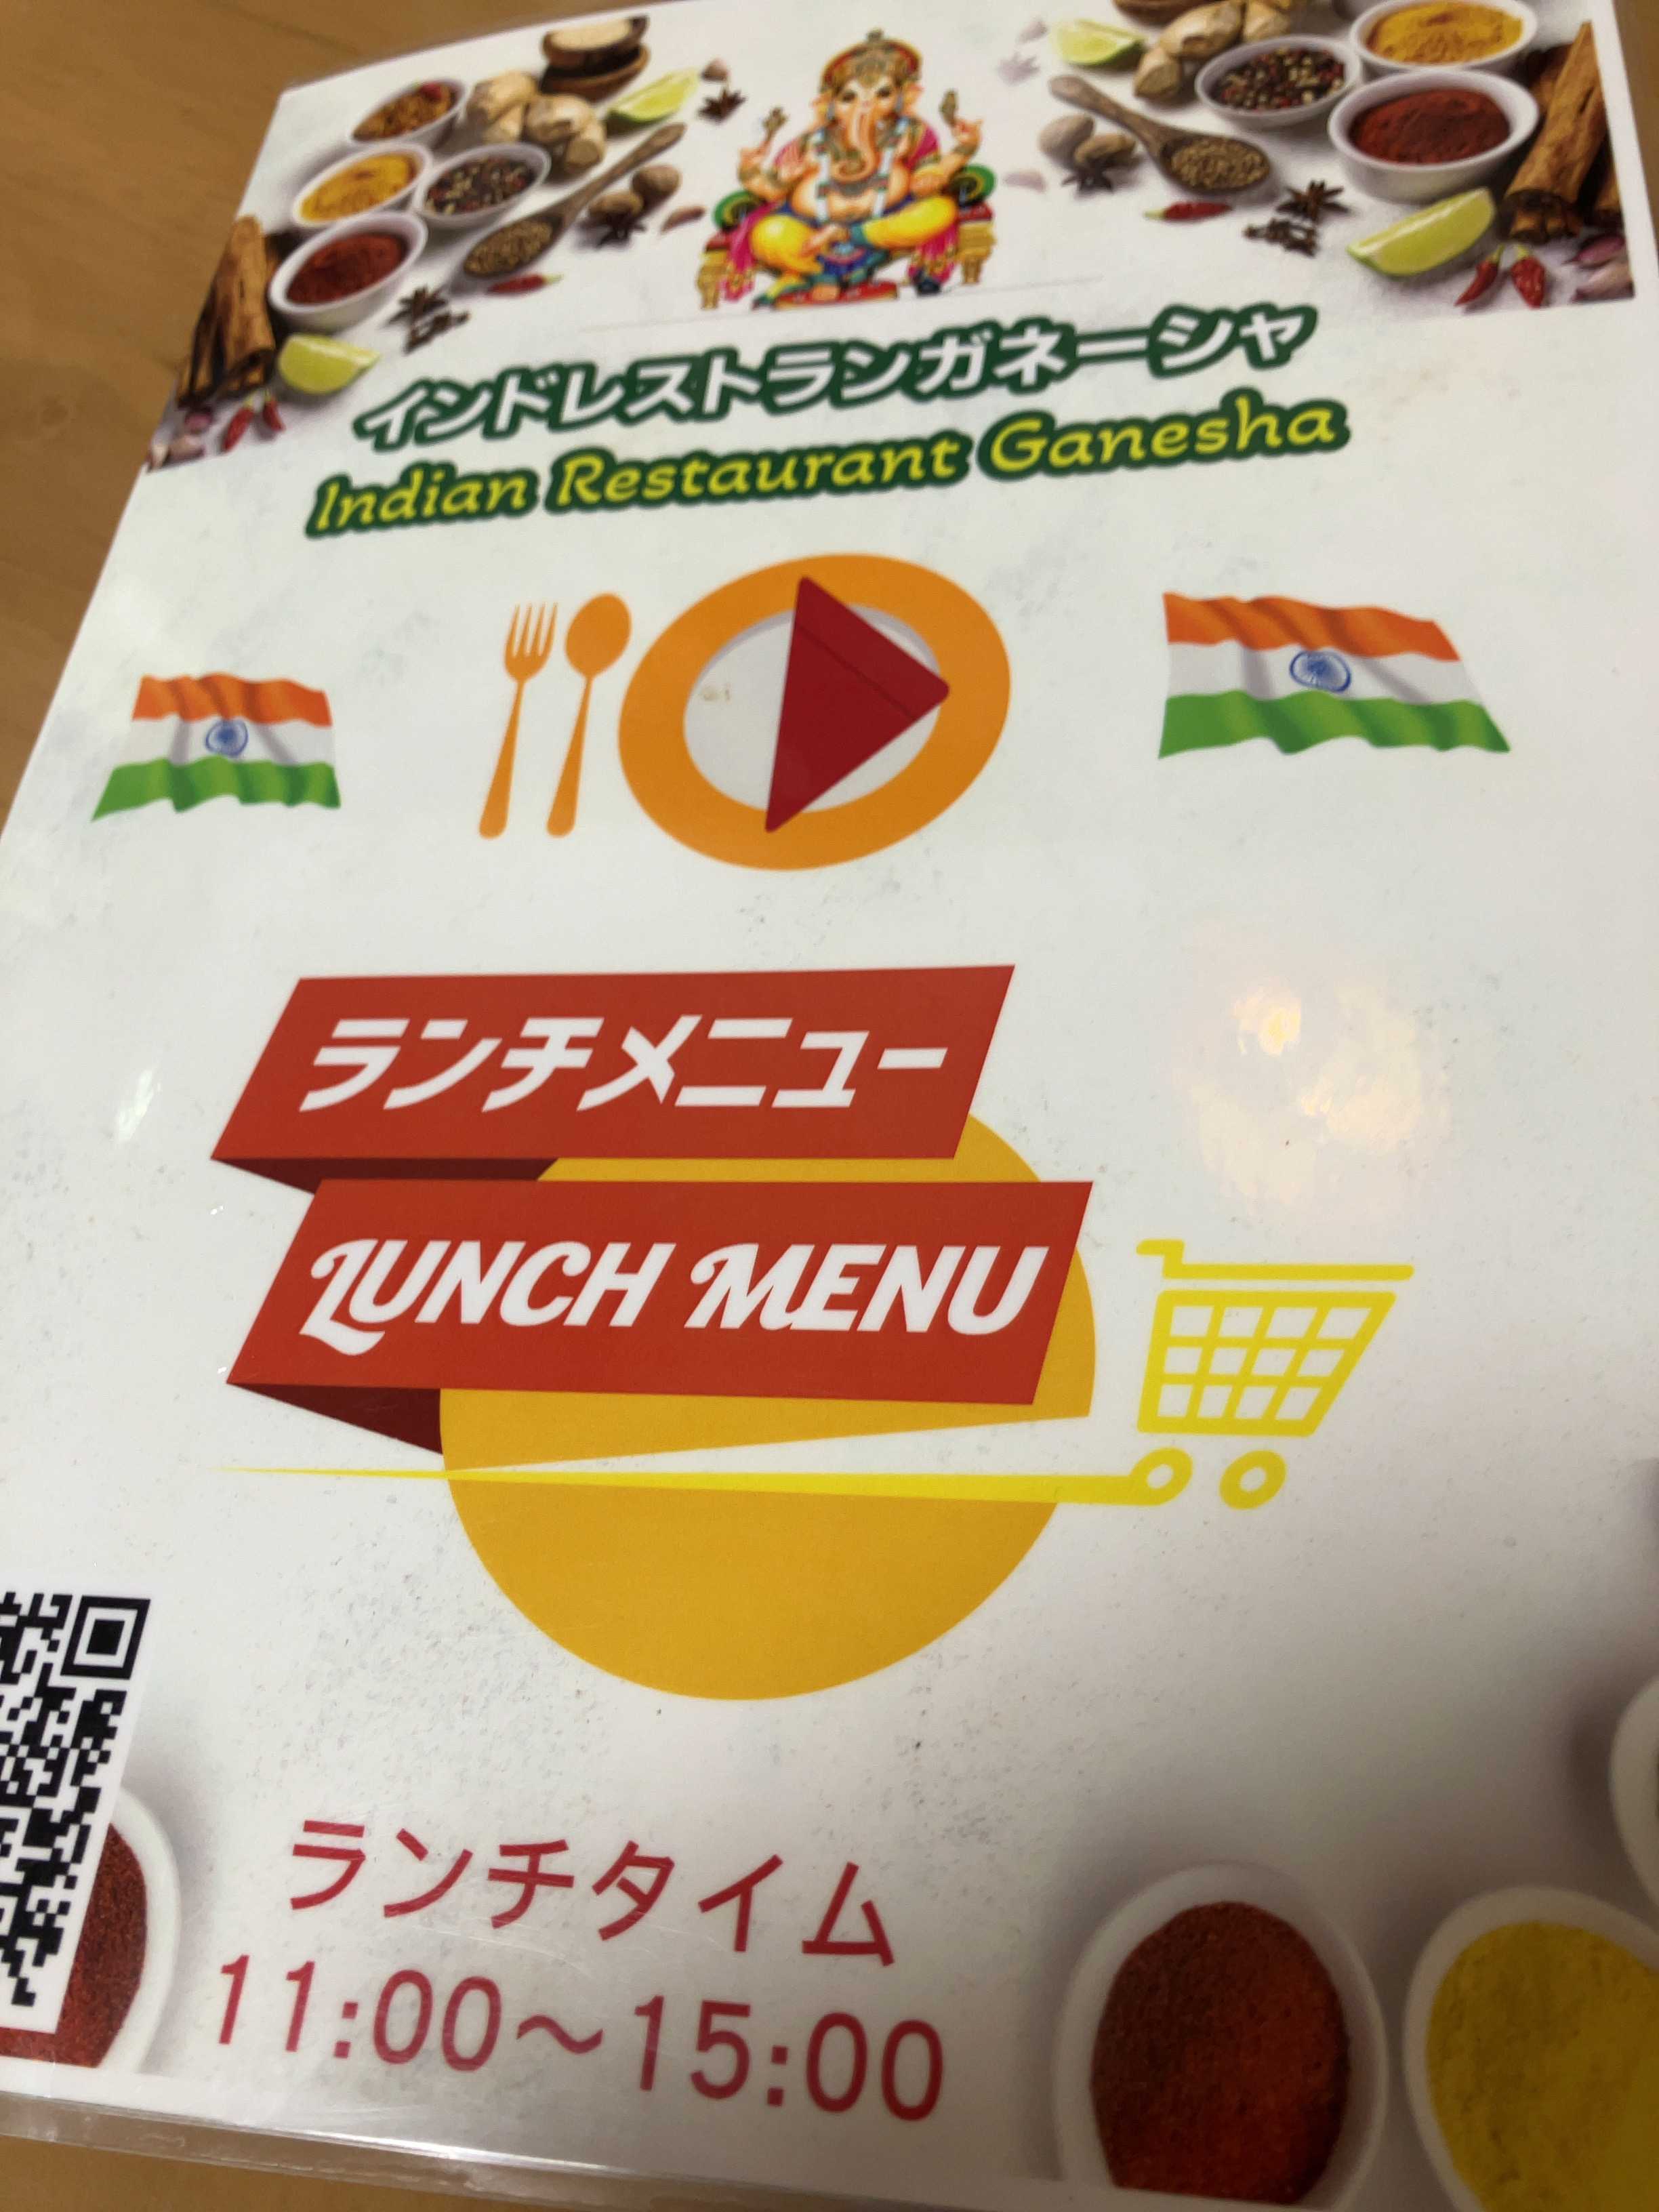 インドレストランガネーシャ
Indian Restaurant Ganesha
ランチメニュー
LUNCH MENU
ランチタイム
11:00～15:00